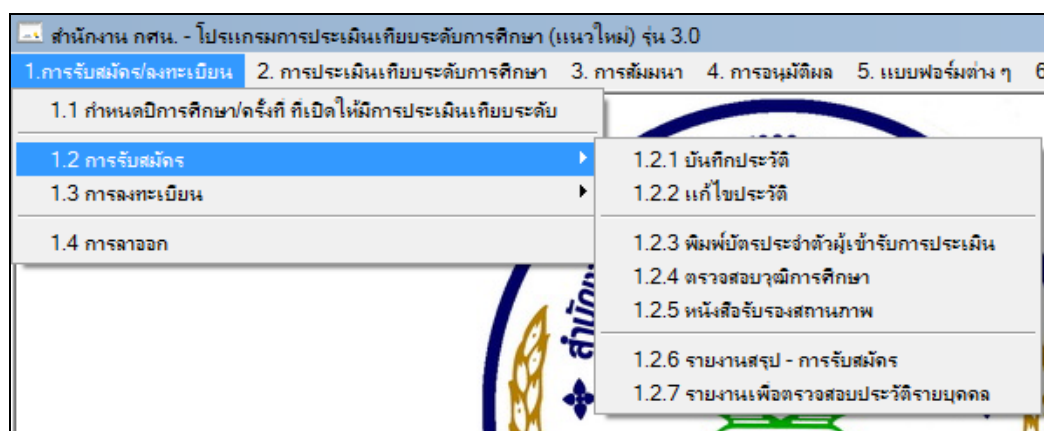 สำนักงาน กศน. - โปรแกรมการประเมินเทียบระดับการศึกษา (แนวใหม่) รุ่น 3.0
1.การรับสมัคร/ลงทะเบียน 2. การประเมินเทียบระดับการศึกษา 3. การสัมมนา 4. การอนุมัติผล 5. แบบฟอร์มต่าง ๆ 6
1.1 กำหนดปีการศึกษา/ครั้งที่ ที่เปิดให้มีการประเมินเทียบระดับ
1.2 การรับสมัคร
1.3 การลงทะเบียน
1.4 การลาออก
1.2.1 บันทึกประวัติ
1.2.2 แก้ไขประวัติ
1.2.3 พิมพ์บัตรประจำตัวผู้เข้ารับการประเมิน
1.2.4 ตรวจสอบวุฒิการศึกษา
1.2.5 หนังสือรับรองสถานภาพ
1.2.6 รายงานสรุป - การรับสมัคร
1.2.7 รายงานเพื่อตรวจสอบประวัติรายบุคคล